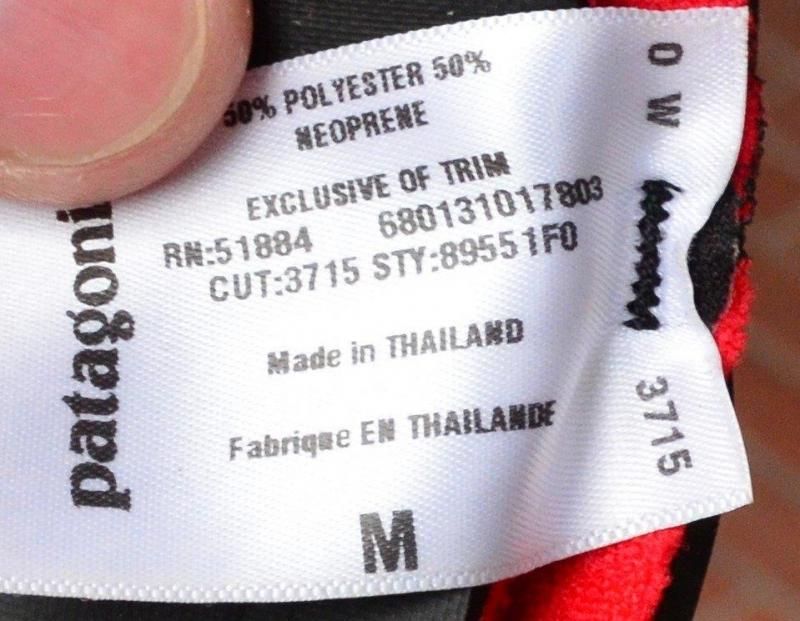 50% POLYESTER 50%
NEOPRENE
EXCLUSIVE OF TRIM
RN:51884 680131017803
CUT:3715 STY:89551F0
Made in THAILAND
Fabrique EN THAILANDE
M
patagoni
O W
3715